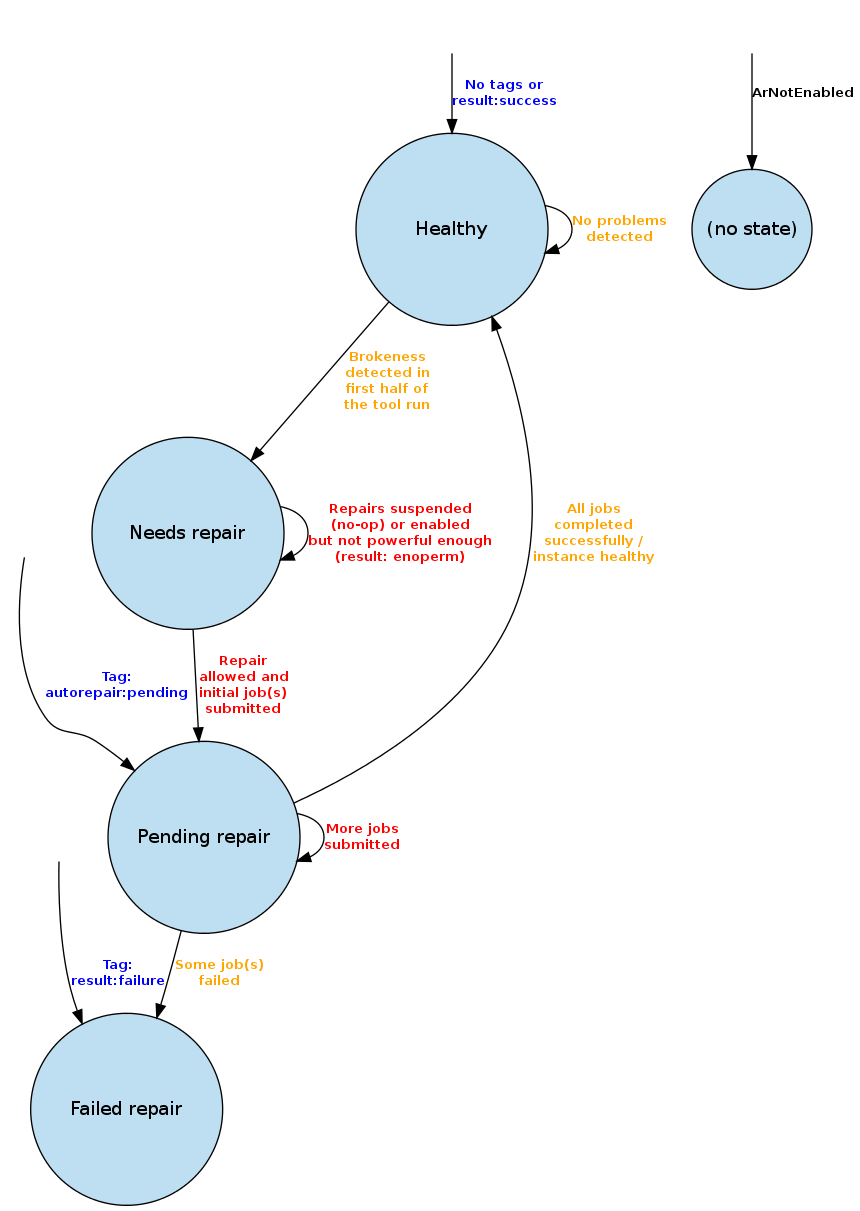 No tags or
result:success
ArNotEnabled
Healthy
No problems
detected
(no state)
Brokeness
detected in
first half of
the tool run
Needs repair
Repairs suspended
(no-op) or enabled
but not powerful enough
(result: enoperm)
All jobs
completed
successfully /
instance healthy
Tag:
autorepair:pending
Repair
allowed and
initial job(s)
submitted
Pending repair
More jobs
submitted
Tag:
result:failure
Some job(s)
failed
Failed repair